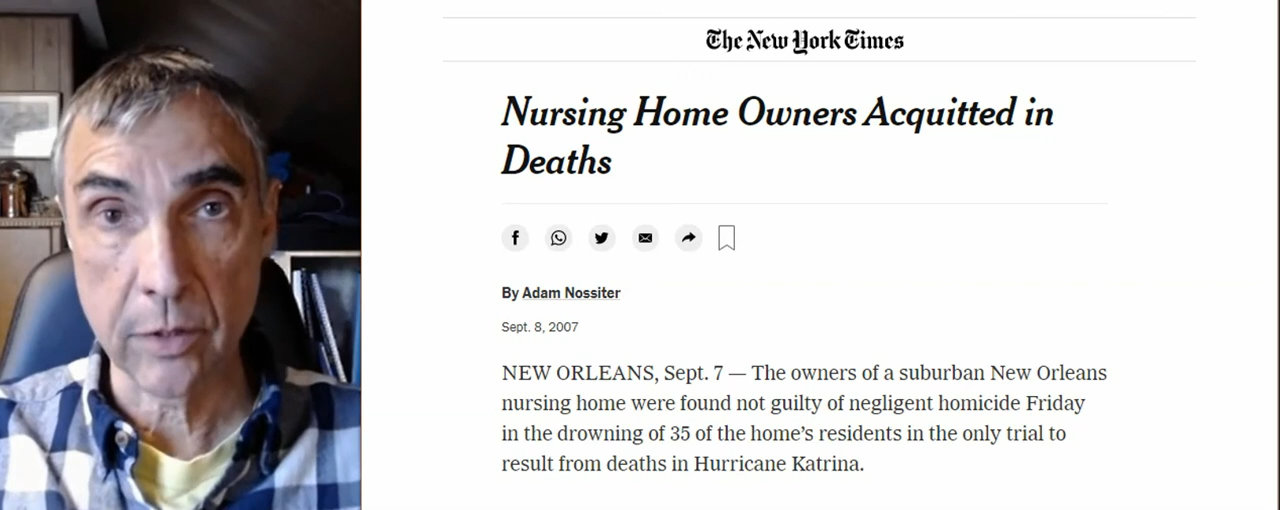 The New York Times
Nursing Home Owners Acquitted in
Deaths
By Adam Nossiter
Sept. 8, 2007
NEW ORLEANS, Sept. 7 — The owners of a suburban New Orleans
nursing home were found not guilty of negligent homicide Friday
in the drowning of 35 of the home’s residents in the only trial to
result from deaths in Hurricane Katrina.